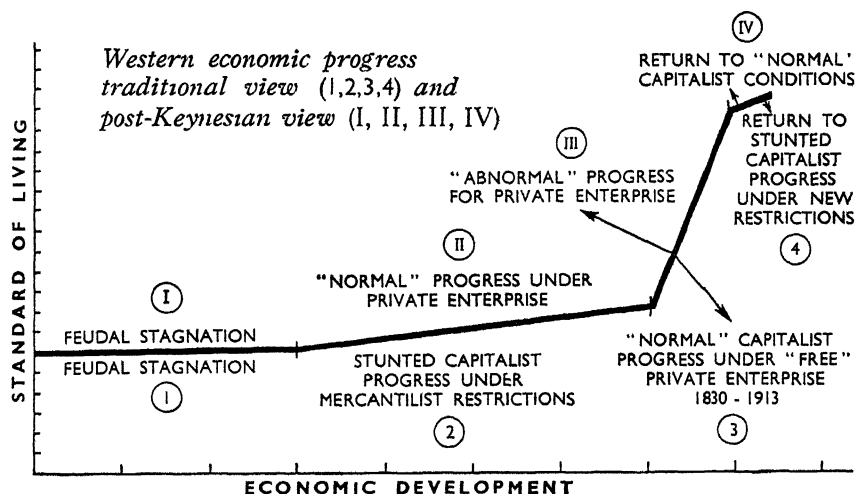 Western economic progress
traditional view (1,2,3,4) and
post-Keynesian view (I, II, III, IV)
IV
RETURN TO "NORMAL'
CAPITALIST CONDITIONS
RETURN TO
STUNTED
CAPITALIST
PROGRESS
UNDER NEW
RESTRICTIONS
4
III
"ABNORMAL" PROGRESS
FOR PRIVATE ENTERPRISE
II
"NORMAL" PROGRESS UNDER
PRIVATE ENTERPRISE
I
FEUDAL STAGNATION
FEUDAL STAGNATION
1
STUNTED CAPITALIST
PROGRESS UNDER
MERCANTILIST RESTRICTIONS
2
"NORMAL" CAPITALIST
PROGRESS UNDER "FREE"
PRIVATE ENTERPRISE
1830 - 1913
3
STANDARD OF LIVING
ECONOMIC DEVELOPMENT